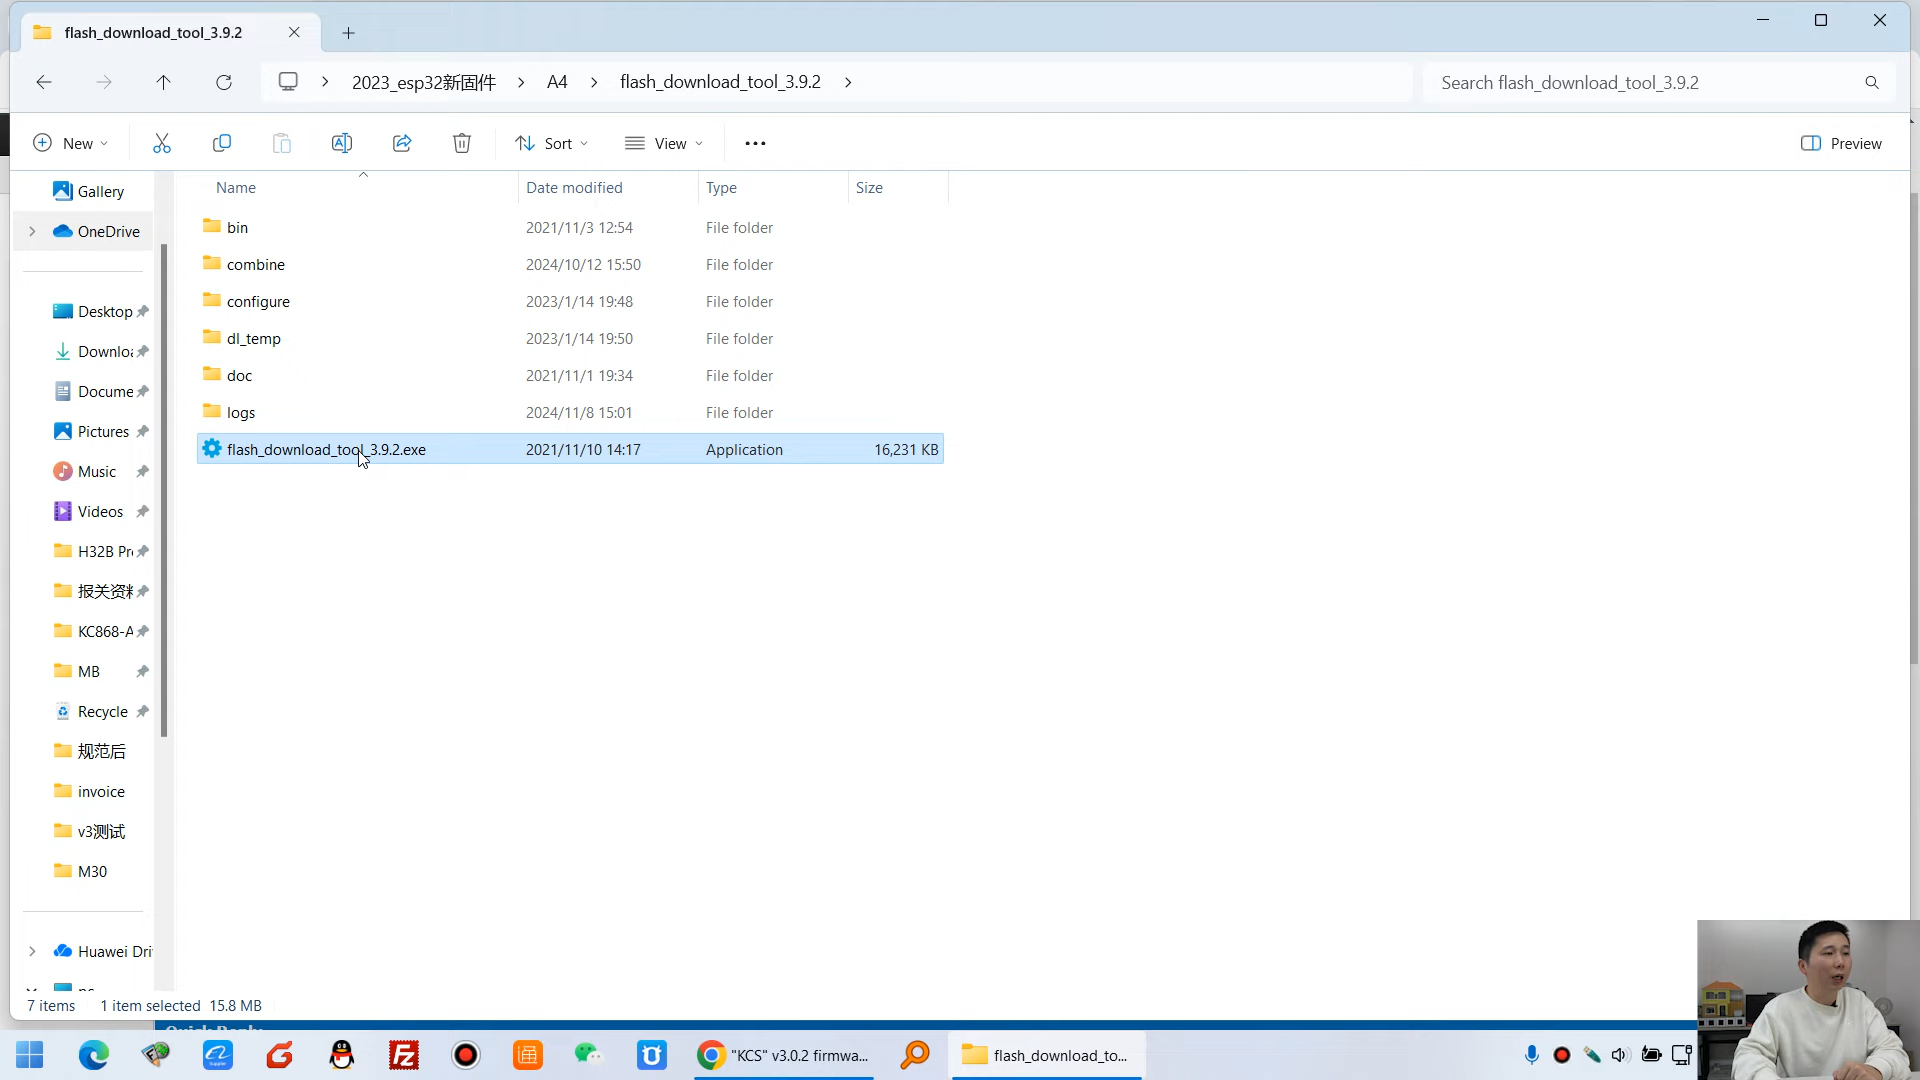 flash_download_tool_3.9.2
2023_esp32新固件 A4 flash_download_tool_3.9.2
Search flash_download_tool_3.9.2
New Sort View Preview
Name Date modified Type Size
bin 2021/11/3 12:54 File folder
combine 2024/10/12 15:50 File folder
configure 2023/1/14 19:48 File folder
dl_temp 2023/1/14 19:50 File folder
doc 2021/11/1 19:34 File folder
logs 2024/11/8 15:01 File folder
flash_download_tool_3.9.2.exe 2021/11/10 14:17 Application 16,231 KB
Gallery
OneDrive
Desktop
Downloa
Docume
Pictures
Music
Videos
H32B Pr
报关资料
KC868-A
MB
Recycle
规范后
invoice
v3测试
M30
Huawei Dri
7 items 1 item selected 15.8 MB
Quick Reply
"KCS" v3.0.2 firmwa...
flash_download_to...